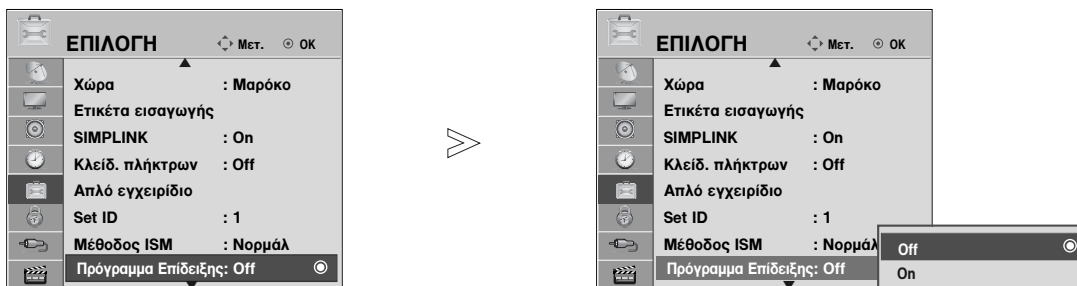 ΕΠΙΛΟΓΗ Μετ. OK
Χώρα : Μαρόκο
Ετικέτα εισαγωγής
SIMPLINK : On
Κλείδ. πλήκτρων : Off
Απλό εγχειρίδιο
Set ID : 1
Μέθοδος ISM : Νορμάλ
Πρόγραμμα Επίδειξης: Off
ΕΠΙΛΟΓΗ Μετ. OK
Χώρα : Μαρόκο
Ετικέτα εισαγωγής
SIMPLINK : On
Κλείδ. πλήκτρων : Off
Απλό εγχειρίδιο
Set ID : 1
Μέθοδος ISM : Νορμάλ
Πρόγραμμα Επίδειξης: Off
Off
On